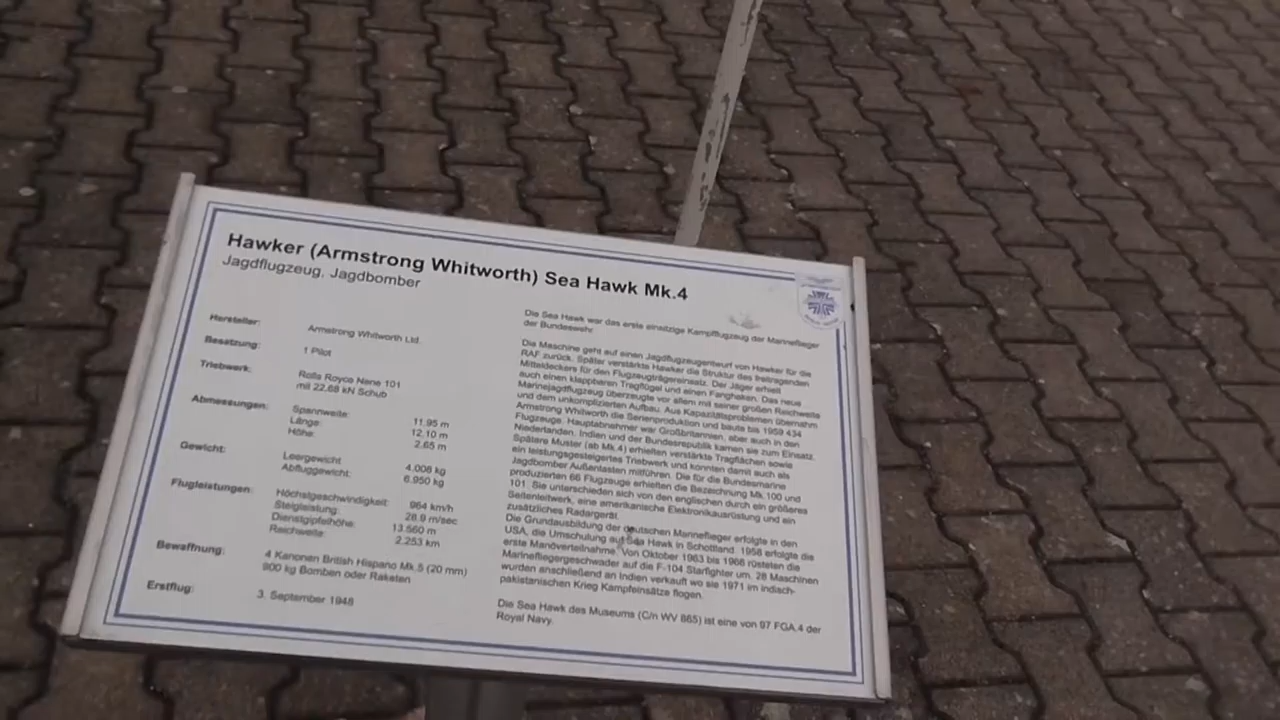 Hawker (Armstrong Whitworth) Sea Hawk Mk.4
Jagdflugzeug, Jagdbomber
Hersteller: Armstrong Whitworth Ltd.
Besatzung: 1 Pilot
Triebwerk: Rolls Royce Nene 101
mit 22.68 kN Schub
Abmessungen: Spannweite: 11,95 m
Länge: 12,10 m
Höhe: 2,65 m
Gewicht: Leergewicht: 4.008 kg
Abfluggewicht: 6.950 kg
Flugleistungen: Höchstgeschwindigkeit: 964 km/h
Steigleistung: 28.9 m/sec
Dienstgipfelhöhe: 13.560 m
Reichweite: 2.253 km
Bewaffnung: 4 Kanonen British Hispano Mk.5 (20 mm)
900 kg Bomben oder Raketen
Erstflug: 3. September 1948
Die Sea Hawk war das erste einsitzige Kampfflugzeug der Marineflieger
der Bundeswehr.
Die Maschine geht auf einen Jagdflugzeugentwurf von Hawker für die
RAF zurück. Später verstärkte Hawker die Struktur des freitragenden
Mitteldeckers für den Flugzeugträgereinsatz. Der Jäger erhielt
auch einen klappbaren Tragflügel und einen Fanghaken. Das neue
Marinejagdflugzeug überzeugte vor allem mit seiner großen Reichweite
und dem unkomplizierten Aufbau. Aus Kapazitätsproblemen übernahm
Armstrong Whitworth die Serienproduktion und baute bis 1959 434
Flugzeuge. Hauptabnehmer war Großbritannien, aber auch in den
Niederlanden, Indien und der Bundesrepublik kamen sie zum Einsatz.
Spätere Muster (ab Mk.4) erhielten verstärkte Tragflächen sowie
ein leistungsgesteigertes Triebwerk und konnten damit auch als
Jagdbomber Außenlasten mitführen. Die für die Bundesmarine
produzierten 66 Flugzeuge erhielten die Bezeichnung Mk.100 und
101. Sie unterschieden sich von den englischen durch ein größeres
Seitenleitwerk, eine amerikanische Elektronikausrüstung und ein
zusätzliches Radargerät.
Die Grundausbildung der deutschen Marineflieger erfolgte in den
USA, die Umschulung auf Sea Hawk in Schottland. 1958 erfolgte die
erste Manöverteilnahme. Von Oktober 1963 bis 1966 rüsteten die
Marinefliegergeschwader auf die F-104 Starfighter um. 28 Maschinen
wurden anschließend an Indien verkauft wo sie 1971 im indisch-
pakistanischen Krieg Kampfeinsätze flogen.
Die Sea Hawk des Museums (C/n WV 865) ist eine von 97 FGA.4 der
Royal Navy.